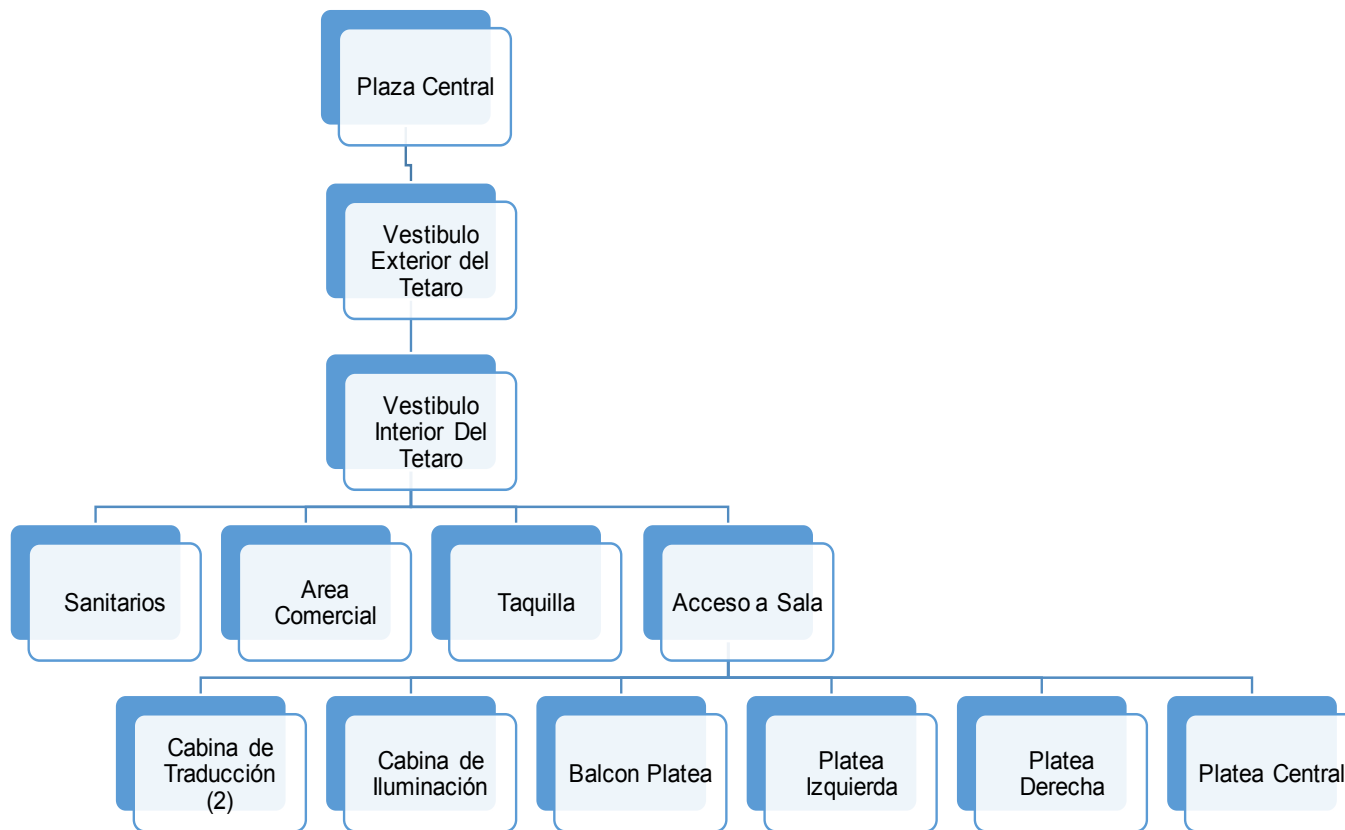 Plaza Central
Vestibulo
Exterior del
Tetaro
Vestibulo
Interior Del
Tetaro
Sanitarios
Area
Comercial
Taquilla
Acceso a Sala
Cabina de
Traducción
(2)
Cabina de
Iluminación
Balcon Platea
Platea
Izquierda
Platea
Derecha
Platea Central